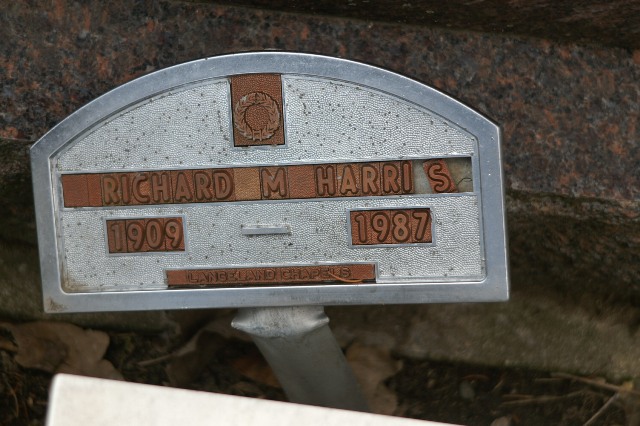 RICHARD M HARRIS
1909 - 1987
LANGELAND CHAPELS